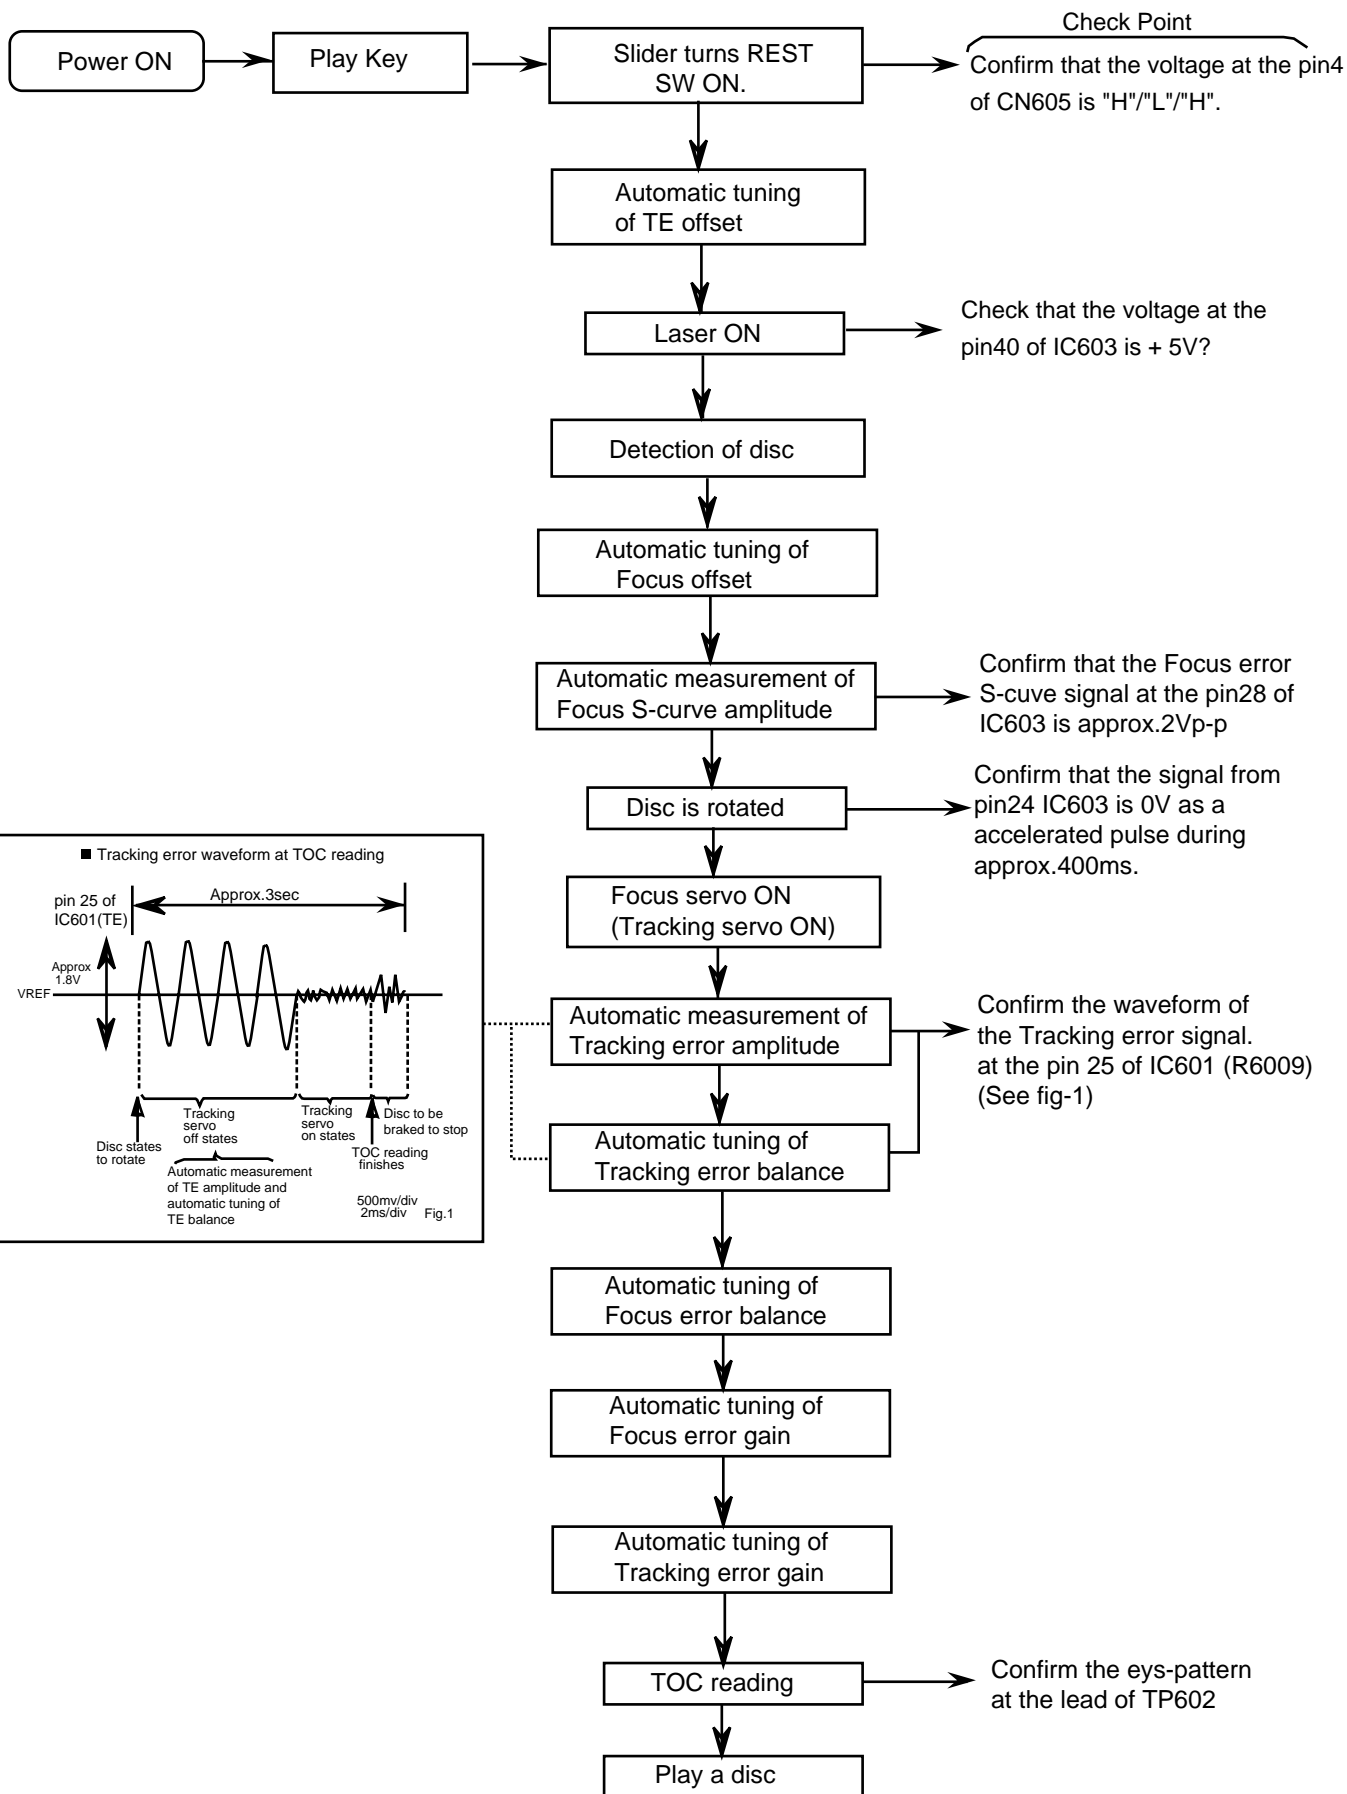 Check Point
Power ON
Play Key
Slider turns REST
SW ON.
Confirm that the voltage at the pin4
of CN605 is "H"/"L"/"H".
Automatic tuning
of TE offset
Laser ON
Check that the voltage at the
pin40 of IC603 is + 5V?
Detection of disc
Automatic tuning of
Focus offset
Automatic measurement of
Focus S-curve amplitude
Confirm that the Focus error
S-cuve signal at the pin28 of
IC603 is approx.2Vp-p
Disc is rotated
Confirm that the signal from
pin24 IC603 is 0V as a
accelerated pulse during
approx.400ms.
Focus servo ON
(Tracking servo ON)
■ Tracking error waveform at TOC reading
pin 25 of
IC601(TE)
Approx.3sec
Approx
1.8V
VREF
Disc states
to rotate
Tracking
servo
off states
Tracking
servo
on states
Disc to be
braked to stop
TOC reading
finishes
Automatic measurement
of TE amplitude and
automatic tuning of
TE balance
500mv/div
2ms/div
Fig.1
Automatic measurement of
Tracking error amplitude
Confirm the waveform of
the Tracking error signal.
at the pin 25 of IC601 (R6009)
(See fig-1)
Automatic tuning of
Tracking error balance
Automatic tuning of
Focus error balance
Automatic tuning of
Focus error gain
Automatic tuning of
Tracking error gain
TOC reading
Confirm the eys-pattern
at the lead of TP602
Play a disc